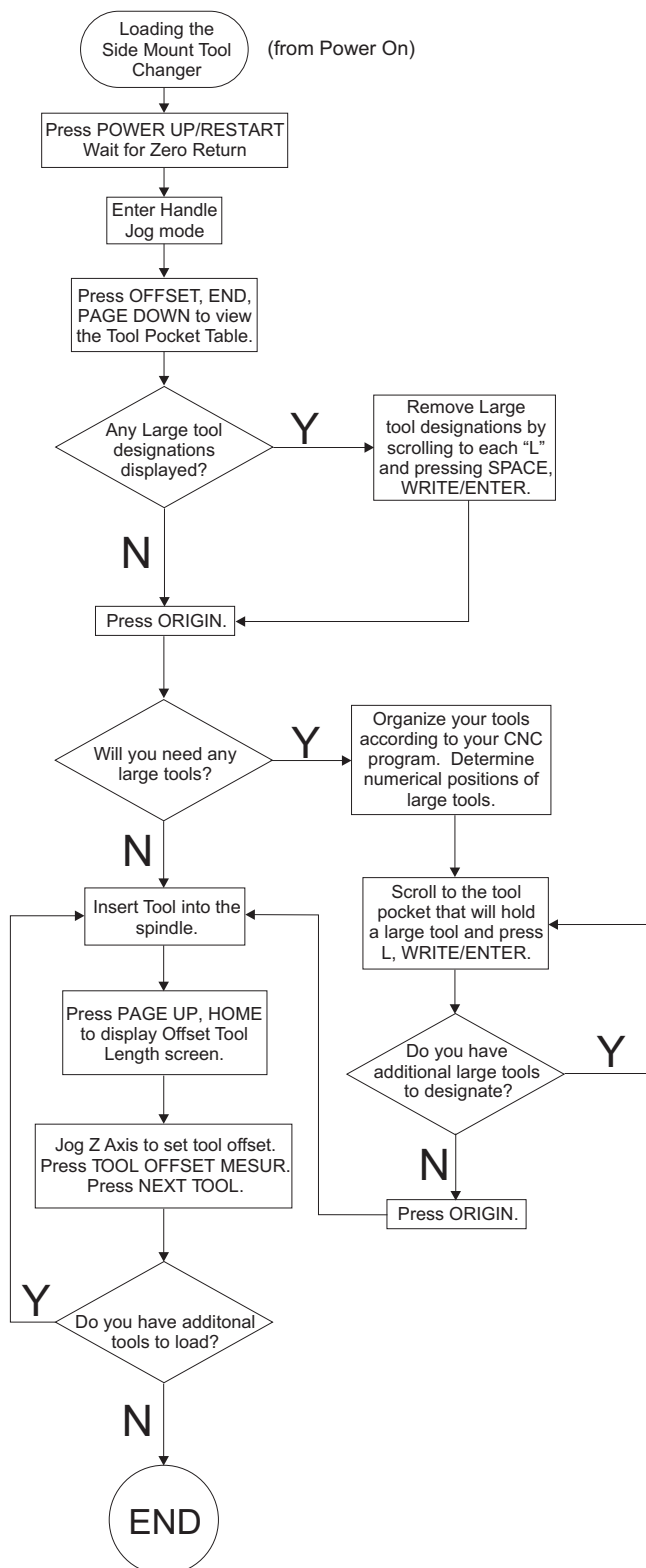 Loading the
Side Mount Tool
Changer
(from Power On)
Press POWER UP/RESTART
Wait for Zero Return
Enter Handle
Jog mode
Press OFFSET, END,
PAGE DOWN to view
the Tool Pocket Table.
Any Large tool
designations
displayed?
Y
Remove Large
tool designations by
scrolling to each “L”
and pressing SPACE,
WRITE/ENTER.
N
Press ORIGIN.
Will you need any
large tools?
Y
Organize your tools
according to your CNC
program. Determine
numerical positions of
large tools.
N
Scroll to the tool
pocket that will hold
a large tool and press
L, WRITE/ENTER.
Do you have
additional large tools
to designate?
Y
N
Press ORIGIN.
Insert Tool into the
spindle.
Press PAGE UP, HOME
to display Offset Tool
Length screen.
Jog Z Axis to set tool offset.
Press TOOL OFFSET MESUR.
Press NEXT TOOL.
Do you have additonal
tools to load?
Y
N
END